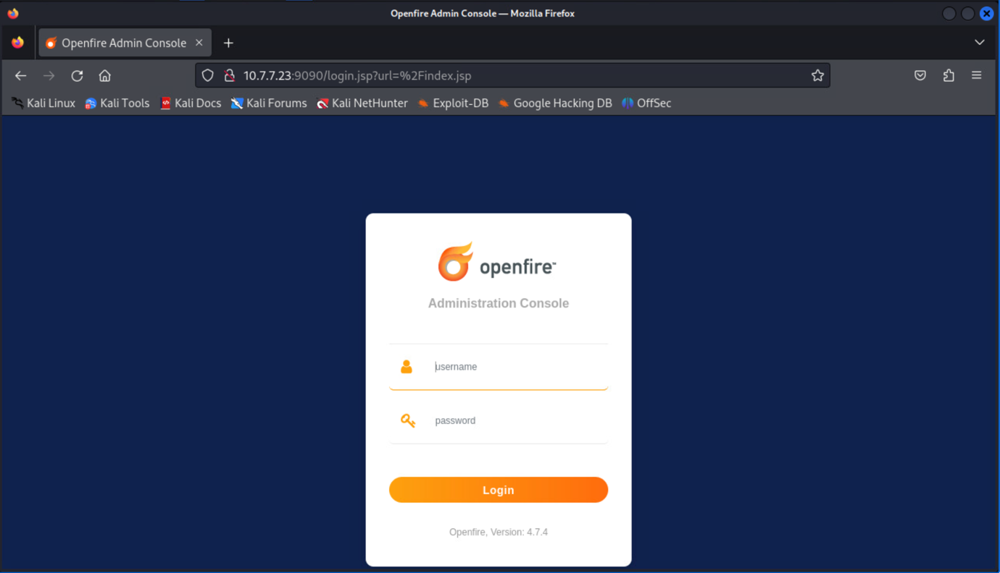 Openfire Admin Console — Mozilla Firefox
Openfire Admin Console
10.7.7.23:9090/login.jsp?url=%2Findex.jsp
Kali Linux Kali Tools Kali Docs Kali Forums Kali NetHunter Exploit-DB Google Hacking DB OffSec
openfire™
Administration Console
username
password
Login
Openfire, Version: 4.7.4